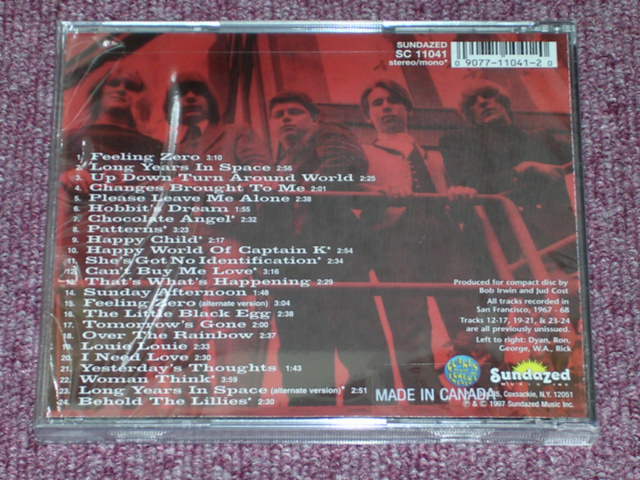 SUNDAZED
SC 11041
stereo/mono*
0 9077-11041-2 0
1. Feeling Zero 3:10
2. Long Years In Space 2:56
3. Up Down Turn Around World 2:25
4. Changes Brought To Me 2:01
5. Please Leave Me Alone 2:38
6. Hobbit's Dream* 1:55
7. Chocolate Angel* 2:32
8. Patterns* 3:23
9. Happy Child* 2:17
10. Happy World Of Captain K* 2:54
11. She's Got No Identification* 2:34
12. Can't Buy Me Love* 3:16
13. That's What's Happening 2:29
14. Sunday Afternoon 1:48
15. Feeling Zero (alternate version) 3:04
16. The Little Black Egg 2:38
17. Tomorrow's Gone 2:00
18. Over The Rainbow 2:37
19. Louie Louie 2:33
20. I Need Love 2:30
21. Yesterday's Thoughts 1:43
22. Woman Think* 3:59
23. Long Years In Space (alternate version)* 2:51
24. Behold The Lillies* 2:30
Produced for compact disc by
Bob Irwin and Jud Cost
All tracks recorded in
San Francisco, 1967 - 68
Tracks 12-17, 19-21, & 23-24
are all previously unissued.
Left to right: Dyan, Ron,
George, W.A., Rick
Sundazed
MADE IN CANADA
Coxsackie, N.Y. 12051
℗ & © 1997 Sundazed Music Inc.